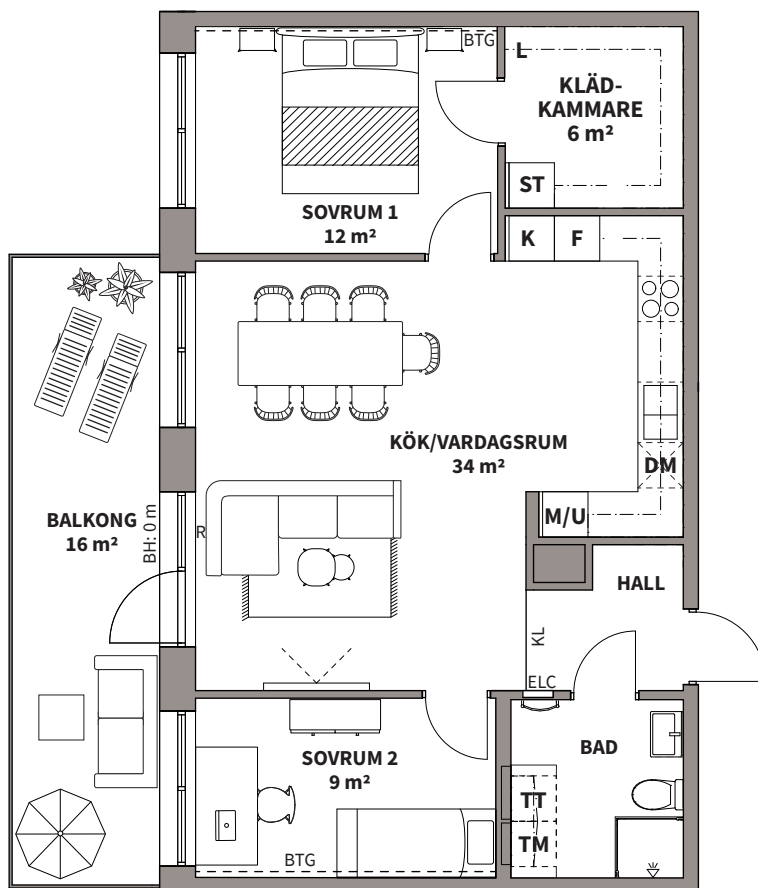 BTG
L
KLÄD-
KAMMARE
6 m²
ST
SOVRUM 1
12 m²
K
F
KÖK/VARDAGSRUM
34 m²
DM
M/U
BALKONG
16 m²
BH: 0 m
R
HALL
KL
ELC
BAD
SOVRUM 2
9 m²
TT
TM
BTG